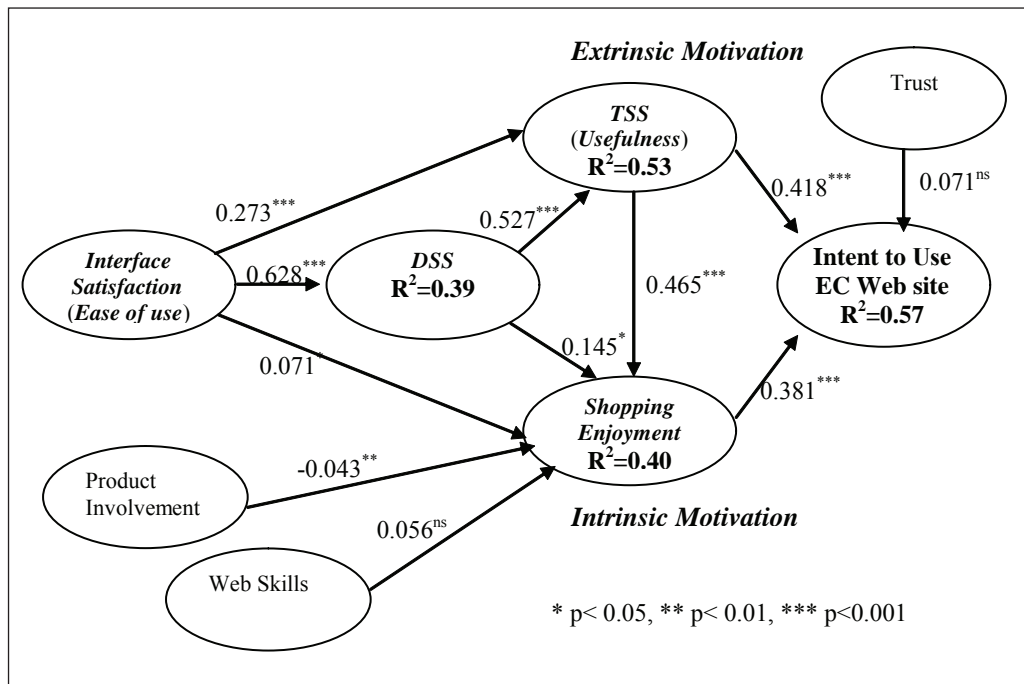 Extrinsic Motivation
Trust
TSS
(Usefulness)
R²=0.53
0.071ns
0.418***
0.273***
0.527***
Interface
Satisfaction
(Ease of use)
0.628***
DSS
R²=0.39
0.465***
Intent to Use
EC Web site
R²=0.57
0.071*
0.145*
0.381***
Shopping
Enjoyment
R²=0.40
Product
Involvement
-0.043**
0.056ns
Intrinsic Motivation
Web Skills
* p< 0.05, ** p< 0.01, *** p<0.001